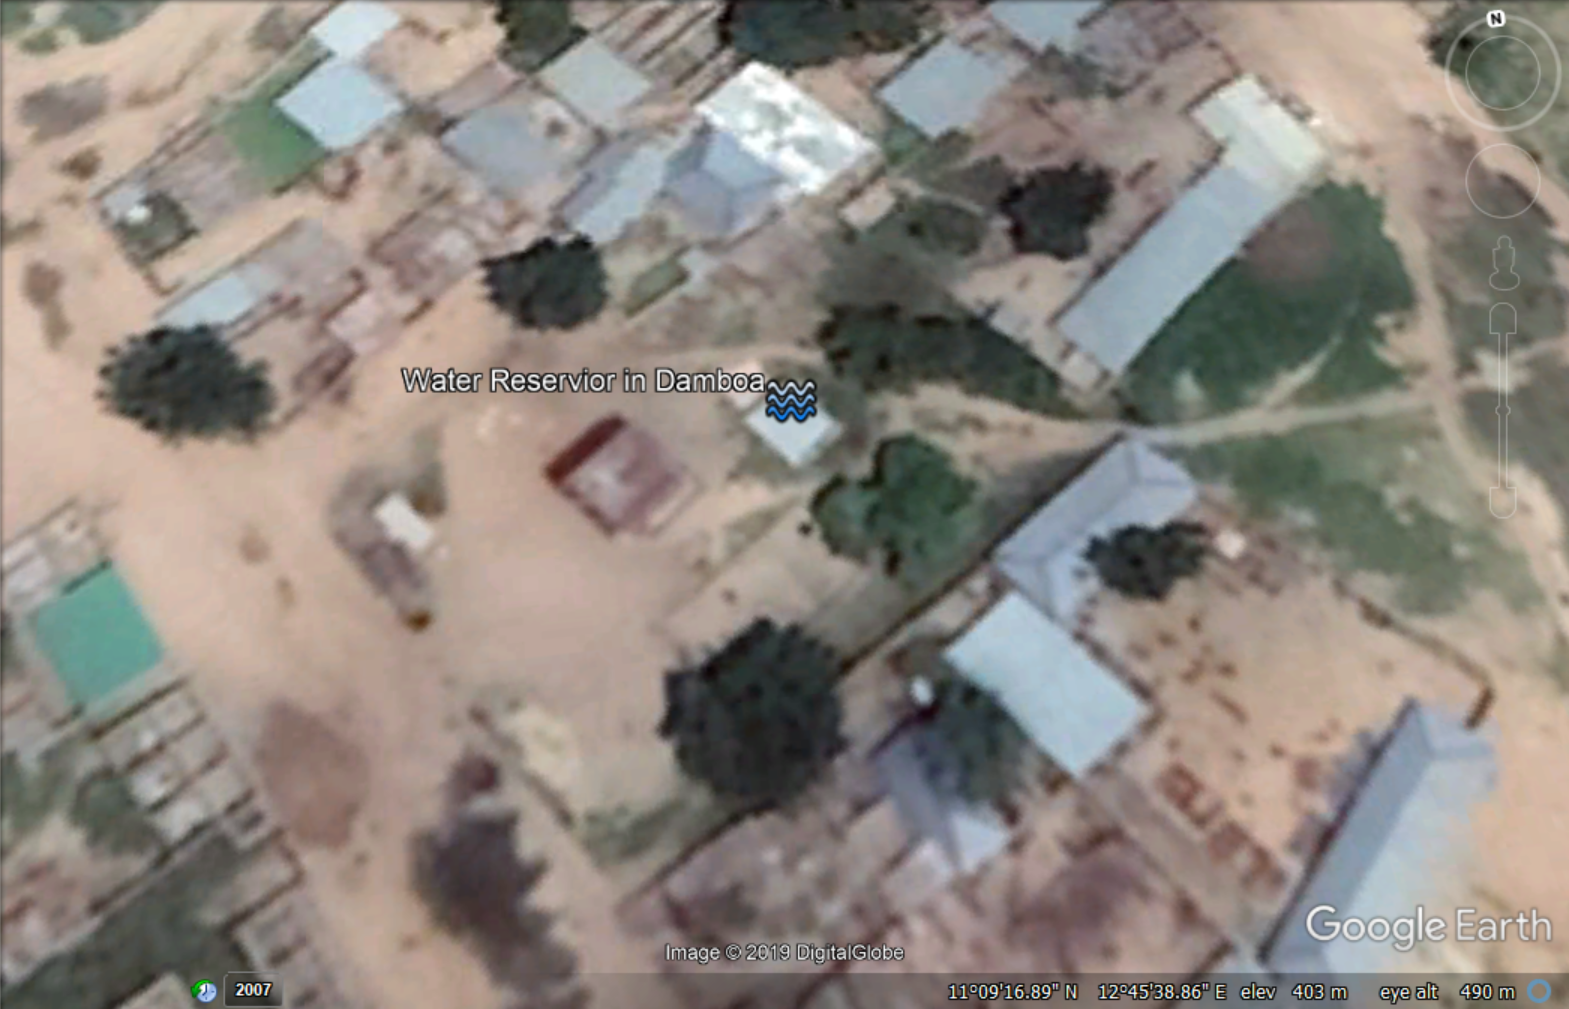 N
Water Reservior in Damboa
Google Earth
Image © 2019 DigitalGlobe
2007
11°09'16.89" N 12°45'38.86" E elev 403 m eye alt 490 m